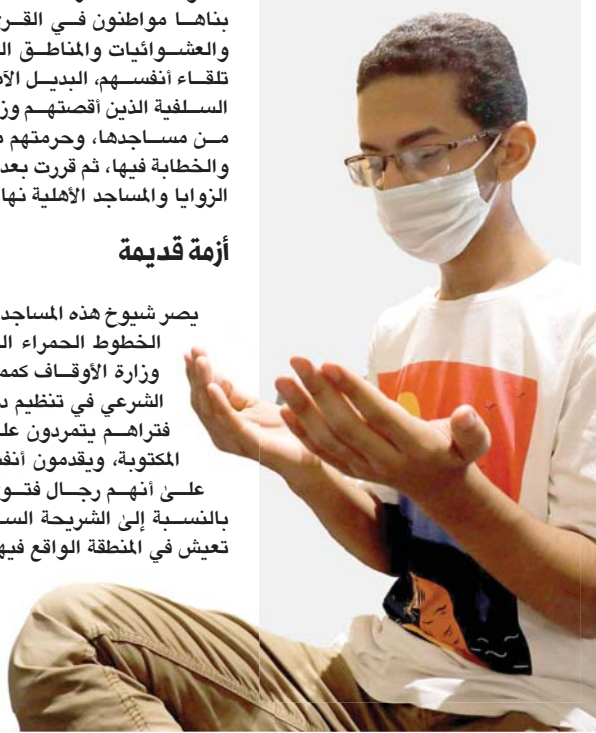 بناهـا مواطنون فـي القـر
والعشـوائيات والمناطـق ال
تلقـاء أنفسـهم، البديـل الأ
السـلفية الذين أقصتهـم وز
مـن مسـاجدها، وحرمتهم م
والخطابة فيها، ثم قررت بعد
الزوايا والمساجد الأهلية نها
أزمة قديمة
يصر شيوخ هذه المساجد
الخطوط الحمراء ال
وزارة الأوقـاف كمم
الشرعي في تنظيم د
فتراهـم يتمردون علـ
المكتوبة، ويقدمون أنف
علـى أنهـم رجـال فتـو
بالنسـبة إلى الشريحة السـ
تعيش في المنطقة الواقع فيه